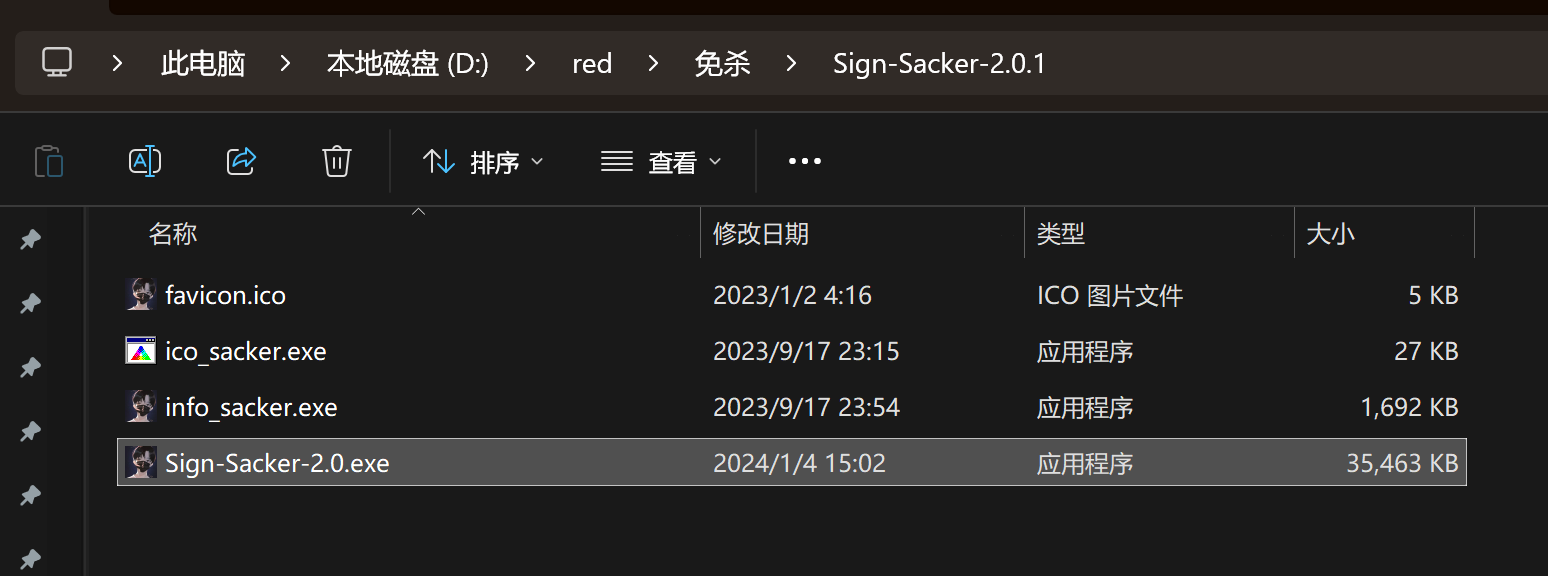 此电脑 > 本地磁盘 (D:) > red > 免杀 > Sign-Sacker-2.0.1
排序 查看
名称 修改日期 类型 大小
favicon.ico 2023/1/2 4:16 ICO 图片文件 5 KB
ico_sacker.exe 2023/9/17 23:15 应用程序 27 KB
info_sacker.exe 2023/9/17 23:54 应用程序 1,692 KB
Sign-Sacker-2.0.exe 2024/1/4 15:02 应用程序 35,463 KB